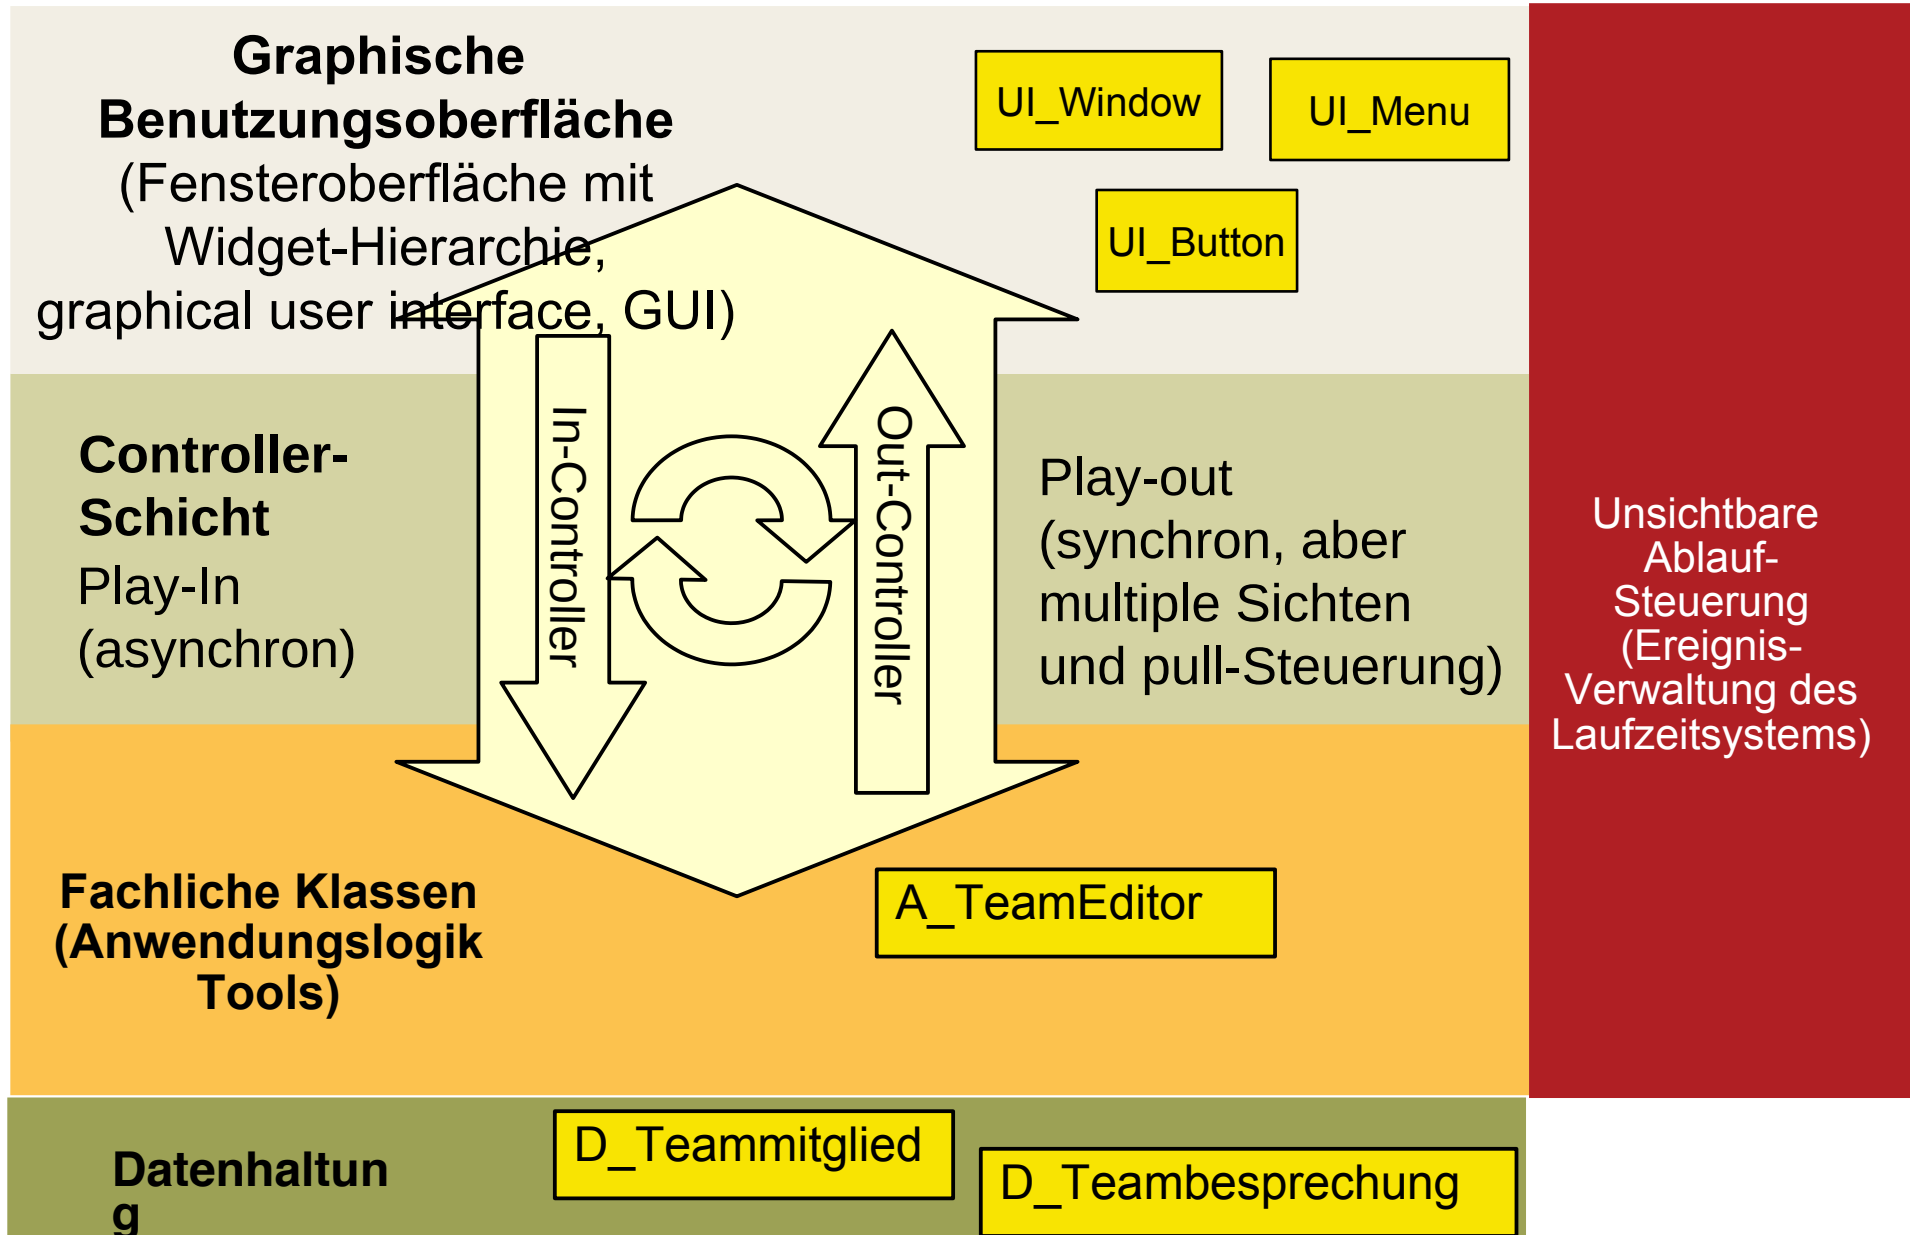 Graphische
Benutzungsoberfläche
(Fensteroberfläche mit
Widget-Hierarchie,
graphical user interface, GUI)
UI_Window
UI_Menu
UI_Button
Controller-
Schicht
Play-In
(asynchron)
In-Controller
Out-Controller
Play-out
(synchron, aber
multiple Sichten
und pull-Steuerung)
Unsichtbare
Ablauf-
Steuerung
(Ereignis-
Verwaltung des
Laufzeitsystems)
Fachliche Klassen
(Anwendungslogik
Tools)
A_TeamEditor
Datenhaltun
g
D_Teammitglied
D_Teambesprechung